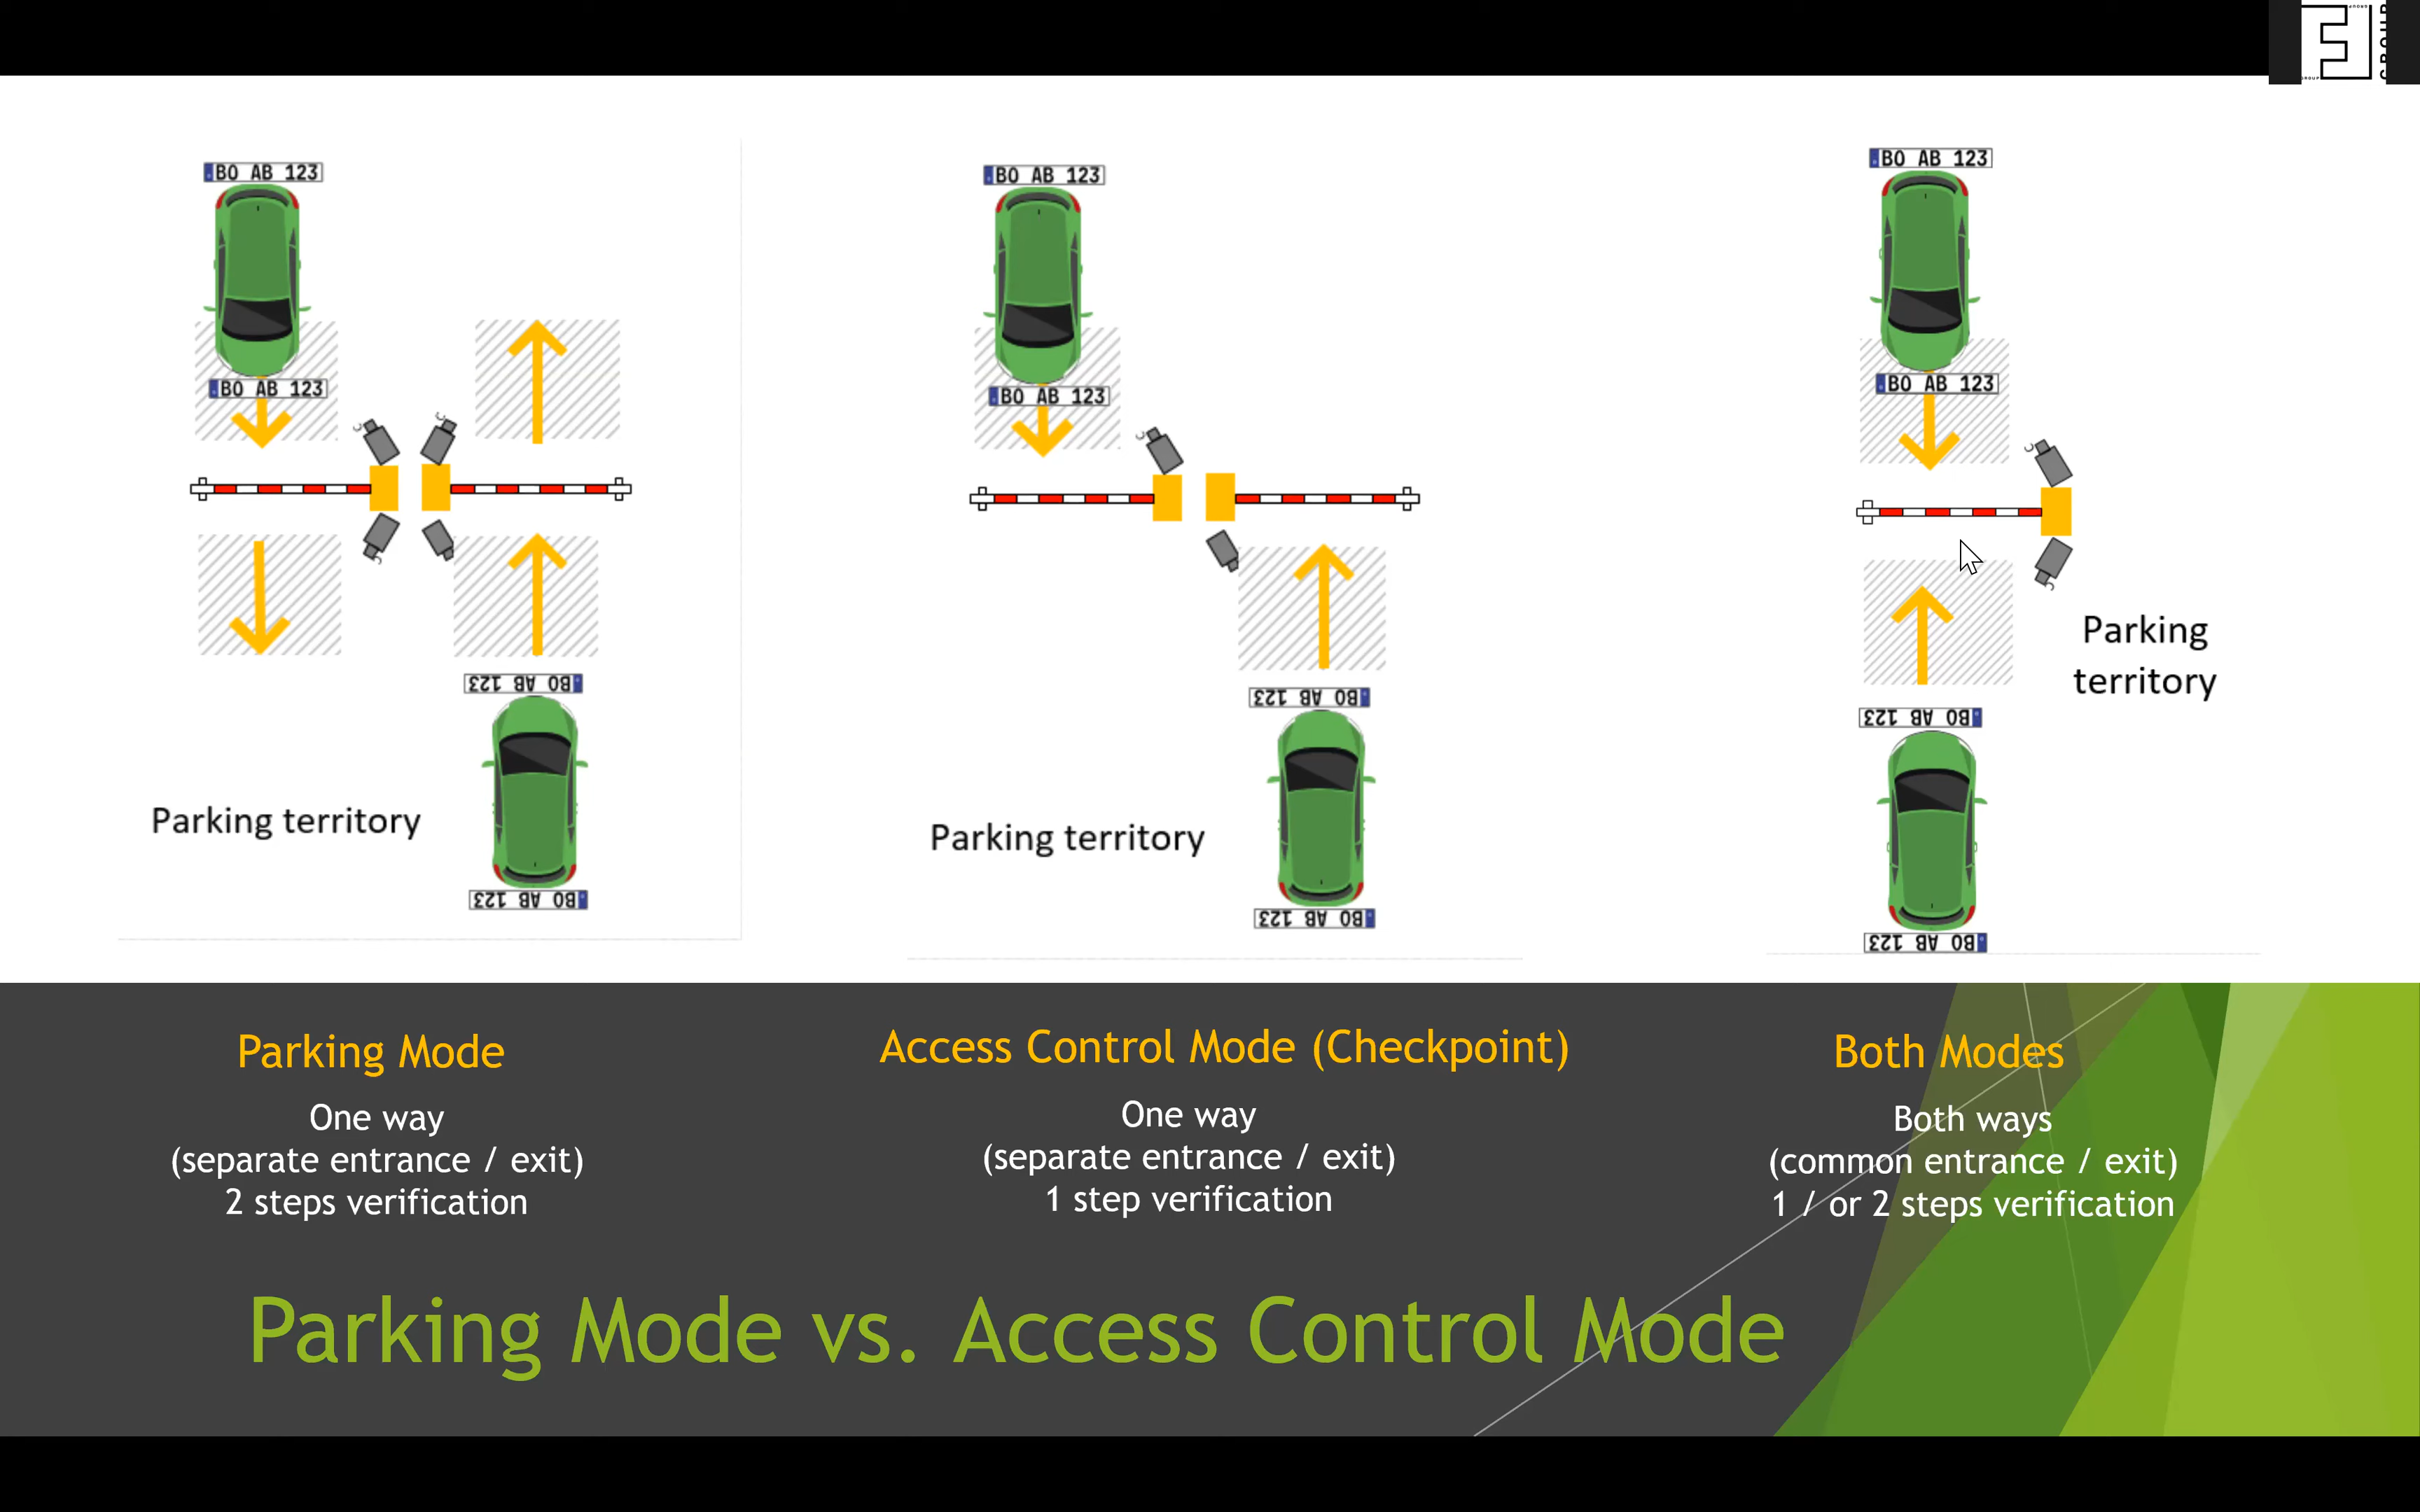 GROUP
BO AB 123
BO AB 123
BO AB 123
BO AB 123
Parking territory
BO AB 123
BO AB 123
BO AB 123
BO AB 123
Parking territory
BO AB 123
BO AB 123
Parking
territory
BO AB 123
BO AB 123
Parking Mode
One way
(separate entrance / exit)
2 steps verification
Access Control Mode (Checkpoint)
One way
(separate entrance / exit)
1 step verification
Both Modes
Both ways
(common entrance / exit)
1 / or 2 steps verification
Parking Mode vs. Access Control Mode